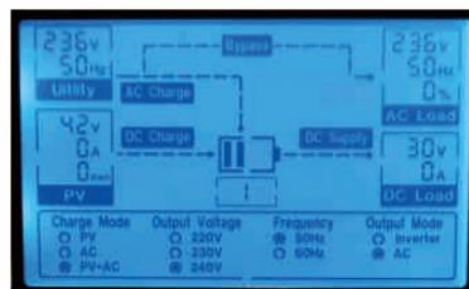 236v
50Hz
Utility
Bypass
AC Charge
236v
50Hz
0%
AC Load
42v
0A
PV
DC Charge
1
DC Supply
30v
0A
DC Load
Charge Mode
PV
AC
PV+AC
Output Voltage
220V
230V
240V
Frequency
50Hz
60Hz
Output Mode
Inverter
AC